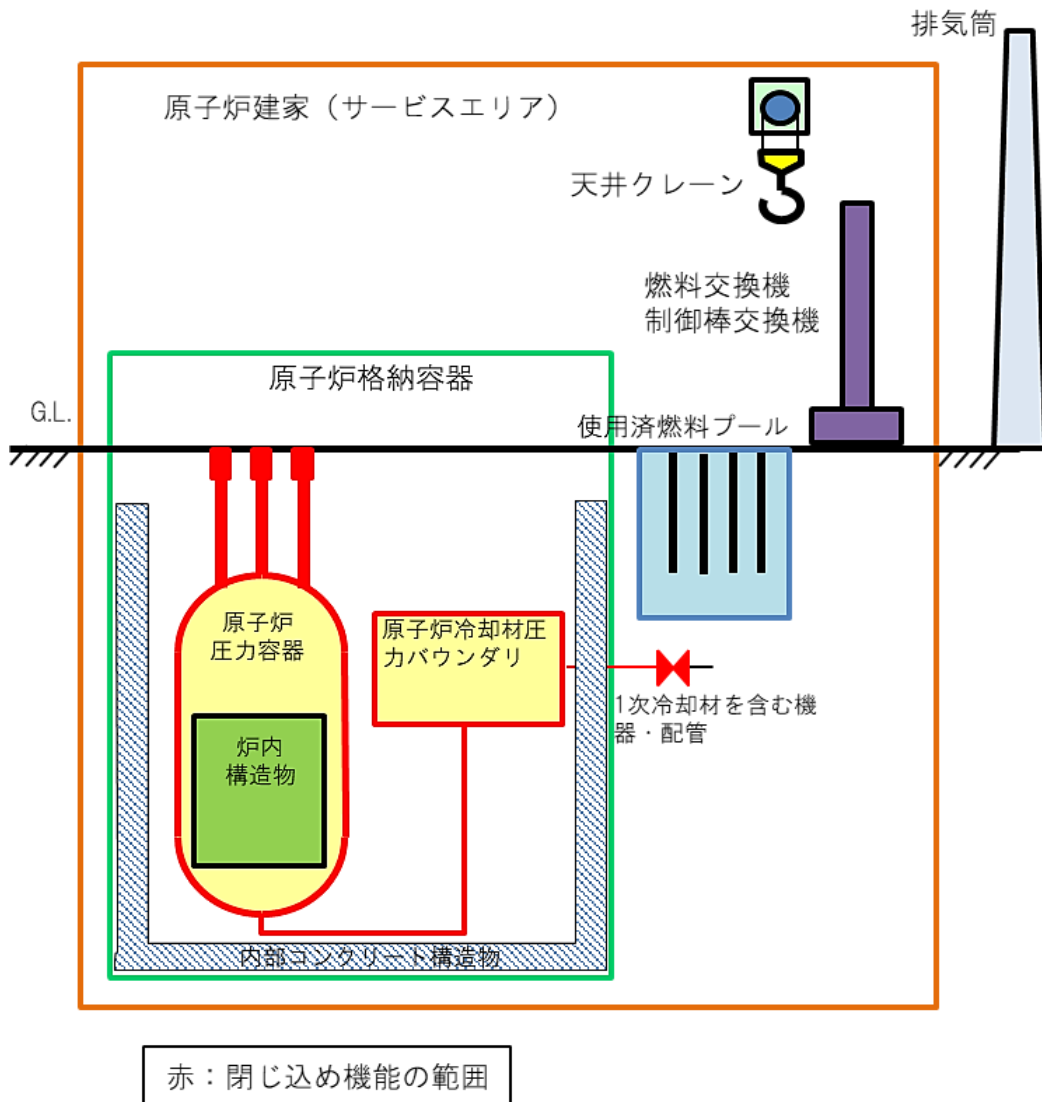 排気筒
原子炉建家（サービスエリア）
天井クレーン
燃料交換機
制御棒交換機
原子炉格納容器
G.L.
使用済燃料プール
原子炉
圧力容器
原子炉冷却材圧
力バウンダリ
1次冷却材を含む機
器・配管
炉内
構造物
内部コンクリート構造物
赤：閉じ込め機能の範囲